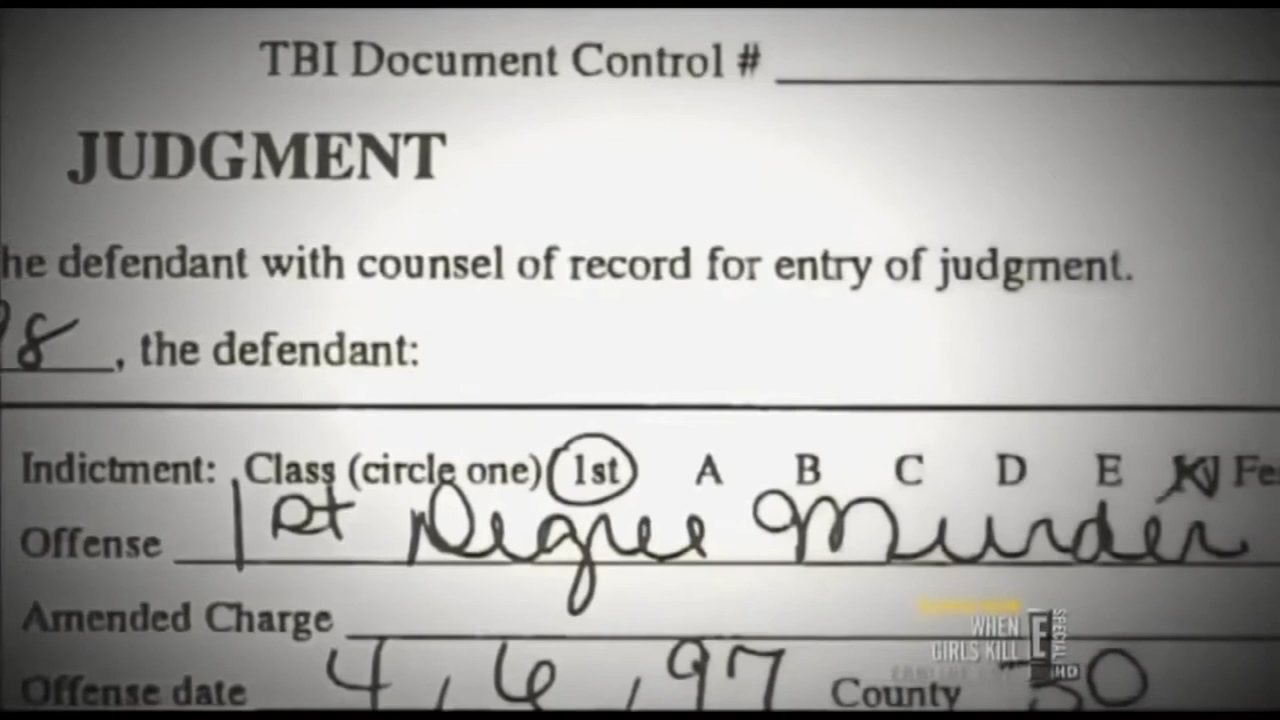 TBI Document Control #
JUDGMENT
he defendant with counsel of record for entry of judgment.
98, the defendant:
Indictment: Class (circle one) 1st A B C D E Fe
Offense 1st Degree Murder
Amended Charge
Offense date 4, 6, 97 County 30
WHEN
GIRLS KILL
E
SPECIAL
HD